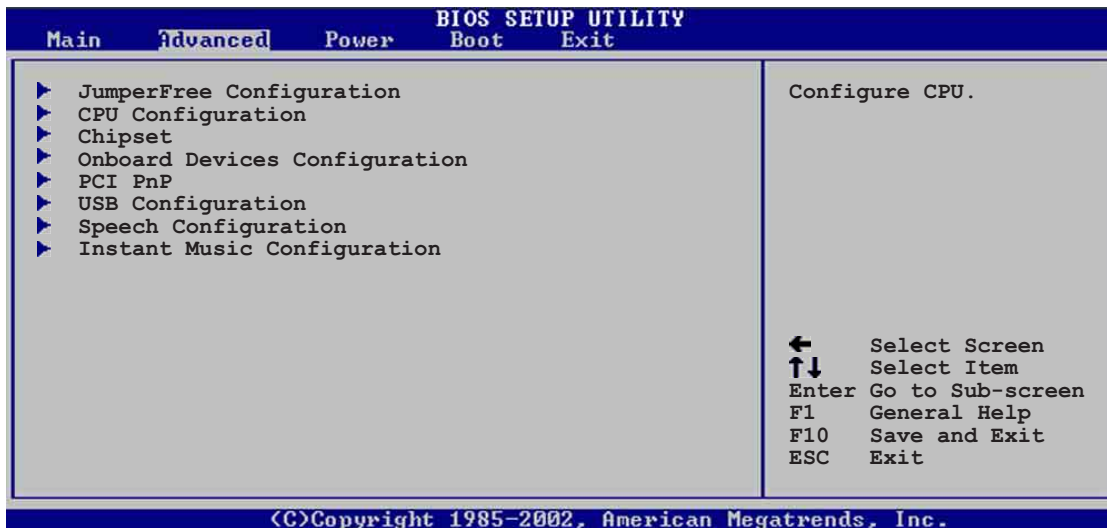 BIOS SETUP UTILITY
Main Advanced Power Boot Exit
JumperFree Configuration
CPU Configuration
Chipset
Onboard Devices Configuration
PCI PnP
USB Configuration
Speech Configuration
Instant Music Configuration
Configure CPU.
← Select Screen
↑↓ Select Item
Enter Go to Sub-screen
F1 General Help
F10 Save and Exit
ESC Exit
(C)Copyright 1985-2002, American Megatrends, Inc.